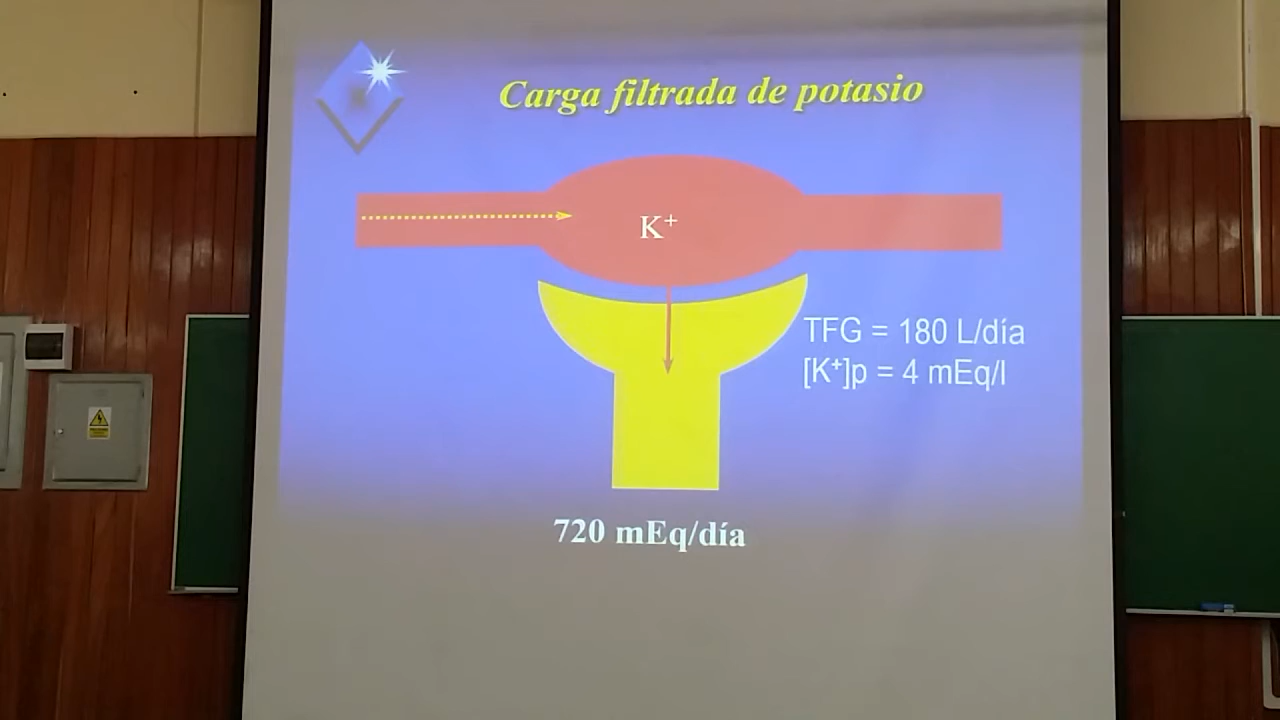 Carga filtrada de potasio
K⁺
TFG = 180 L/día
[K⁺]p = 4 mEq/l
720 mEq/día